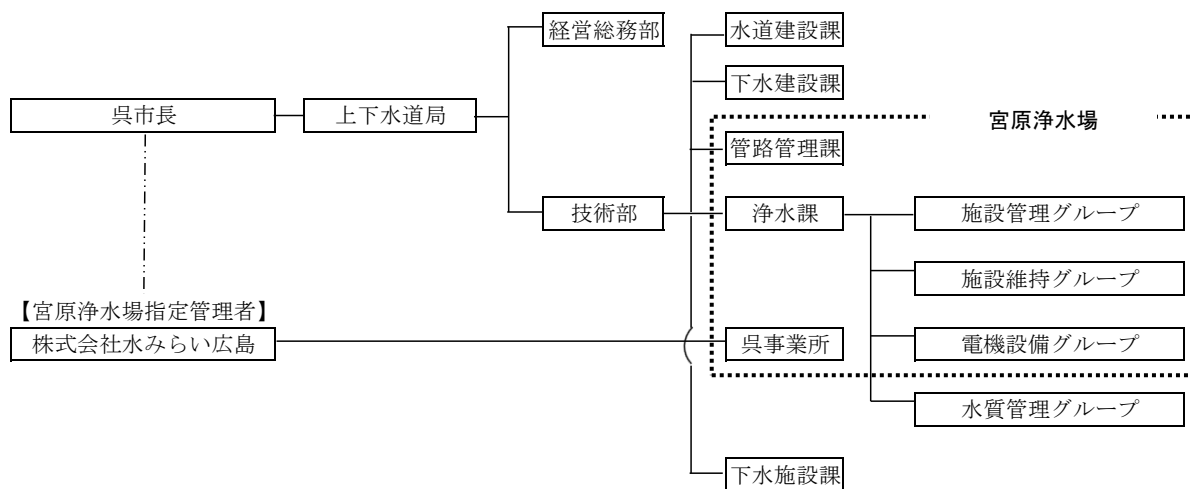 経営総務部
水道建設課
下水建設課
呉市長
上下水道局
宮原浄水場
管路管理課
技術部
浄水課
施設管理グループ
施設維持グループ
【宮原浄水場指定管理者】
株式会社水みらい広島
呉事業所
電機設備グループ
水質管理グループ
下水施設課